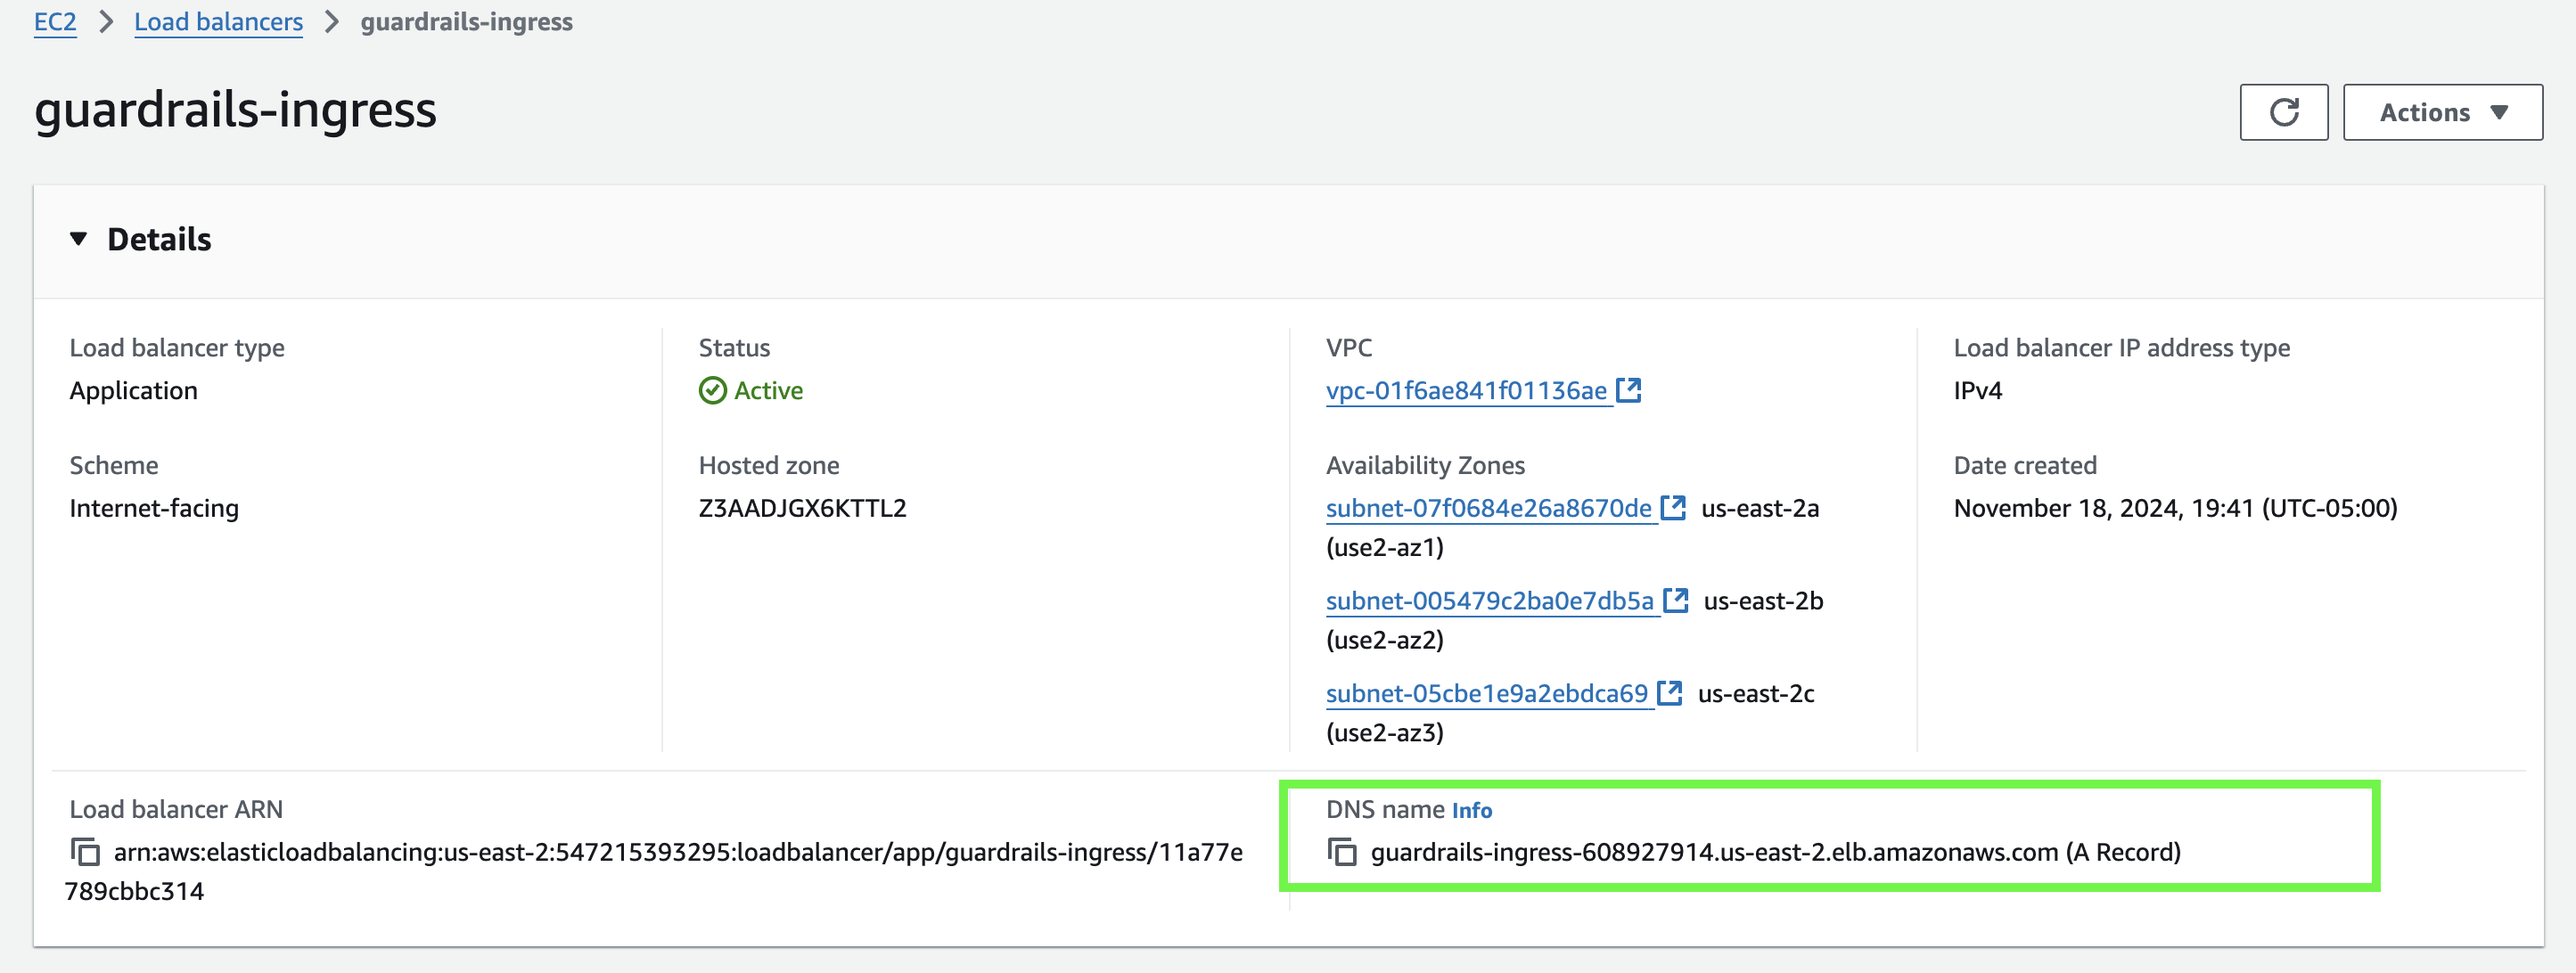 EC2 > Load balancers > guardrails-ingress
guardrails-ingress
Actions
Details
Load balancer type
Application
Status
Active
VPC
vpc-01f6ae841f01136ae
Load balancer IP address type
IPv4
Scheme
Internet-facing
Hosted zone
Z3AADJGX6KTTL2
Availability Zones
subnet-07f0684e26a8670de us-east-2a
(use2-az1)
subnet-005479c2ba0e7db5a us-east-2b
(use2-az2)
subnet-05cbe1e9a2ebdca69 us-east-2c
(use2-az3)
Date created
November 18, 2024, 19:41 (UTC-05:00)
Load balancer ARN
arn:aws:elasticloadbalancing:us-east-2:547215393295:loadbalancer/app/guardrails-ingress/11a77e
789cbbc314
DNS name Info
guardrails-ingress-608927914.us-east-2.elb.amazonaws.com (A Record)